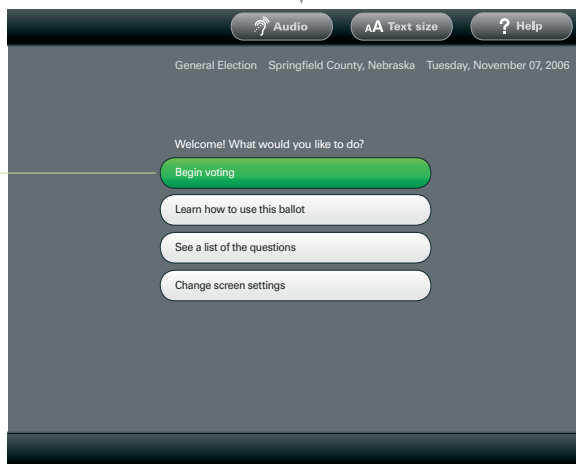 Audio AA Text size ? Help
General Election Springfield County, Nebraska Tuesday, November 07, 2006
Welcome! What would you like to do?
Begin voting
Learn how to use this ballot
See a list of the questions
Change screen settings